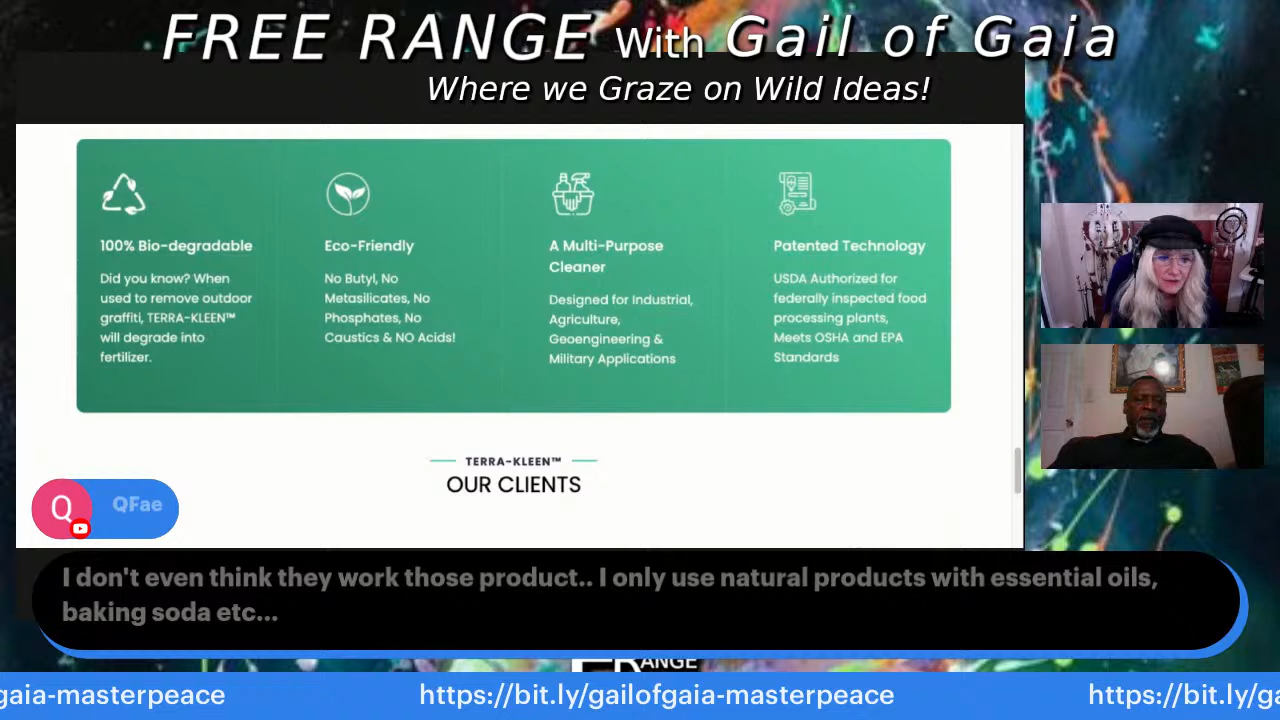 FREE RANGE With Gail of Gaia
Where we Graze on Wild Ideas!
100% Bio-degradable
Did you know? When
used to remove outdoor
graffiti, TERRA-KLEEN™
will degrade into
fertilizer.
Eco-Friendly
No Butyl, No
Metasilicates, No
Phosphates, No
Caustics & NO Acids!
A Multi-Purpose
Cleaner
Designed for Industrial,
Agriculture,
Geoengineering &
Military Applications
Patented Technology
USDA Authorized for
federally inspected food
processing plants,
Meets OSHA and EPA
Standards
TERRA-KLEEN™
OUR CLIENTS
Q QFae
I don't even think they work those product.. I only use natural products with essential oils,
baking soda etc...
RANGE
gaia-masterpeace https://bit.ly/gailofgaia-masterpeace https://bit.ly/ga